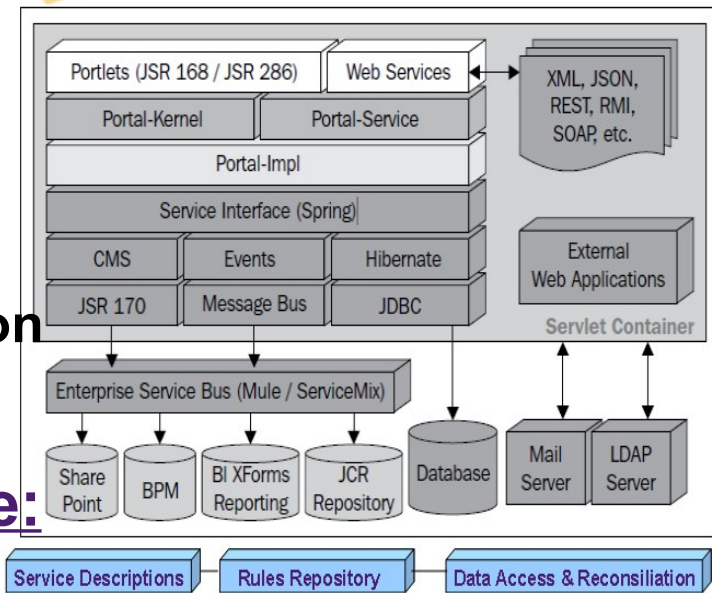 Portlets (JSR 168 / JSR 286)
Web Services
XML, JSON,
REST, RMI,
SOAP, etc.
Portal-Kernel
Portal-Service
Portal-Impl
Service Interface (Spring)
CMS
Events
Hibernate
External
Web Applications
JSR 170
Message Bus
JDBC
Servlet Container
on
Enterprise Service Bus (Mule / ServiceMix)
Share
Point
BPM
BI XForms
Reporting
JCR
Repository
Database
Mail
Server
LDAP
Server
e:
Service Descriptions
Rules Repository
Data Access & Reconsiliation